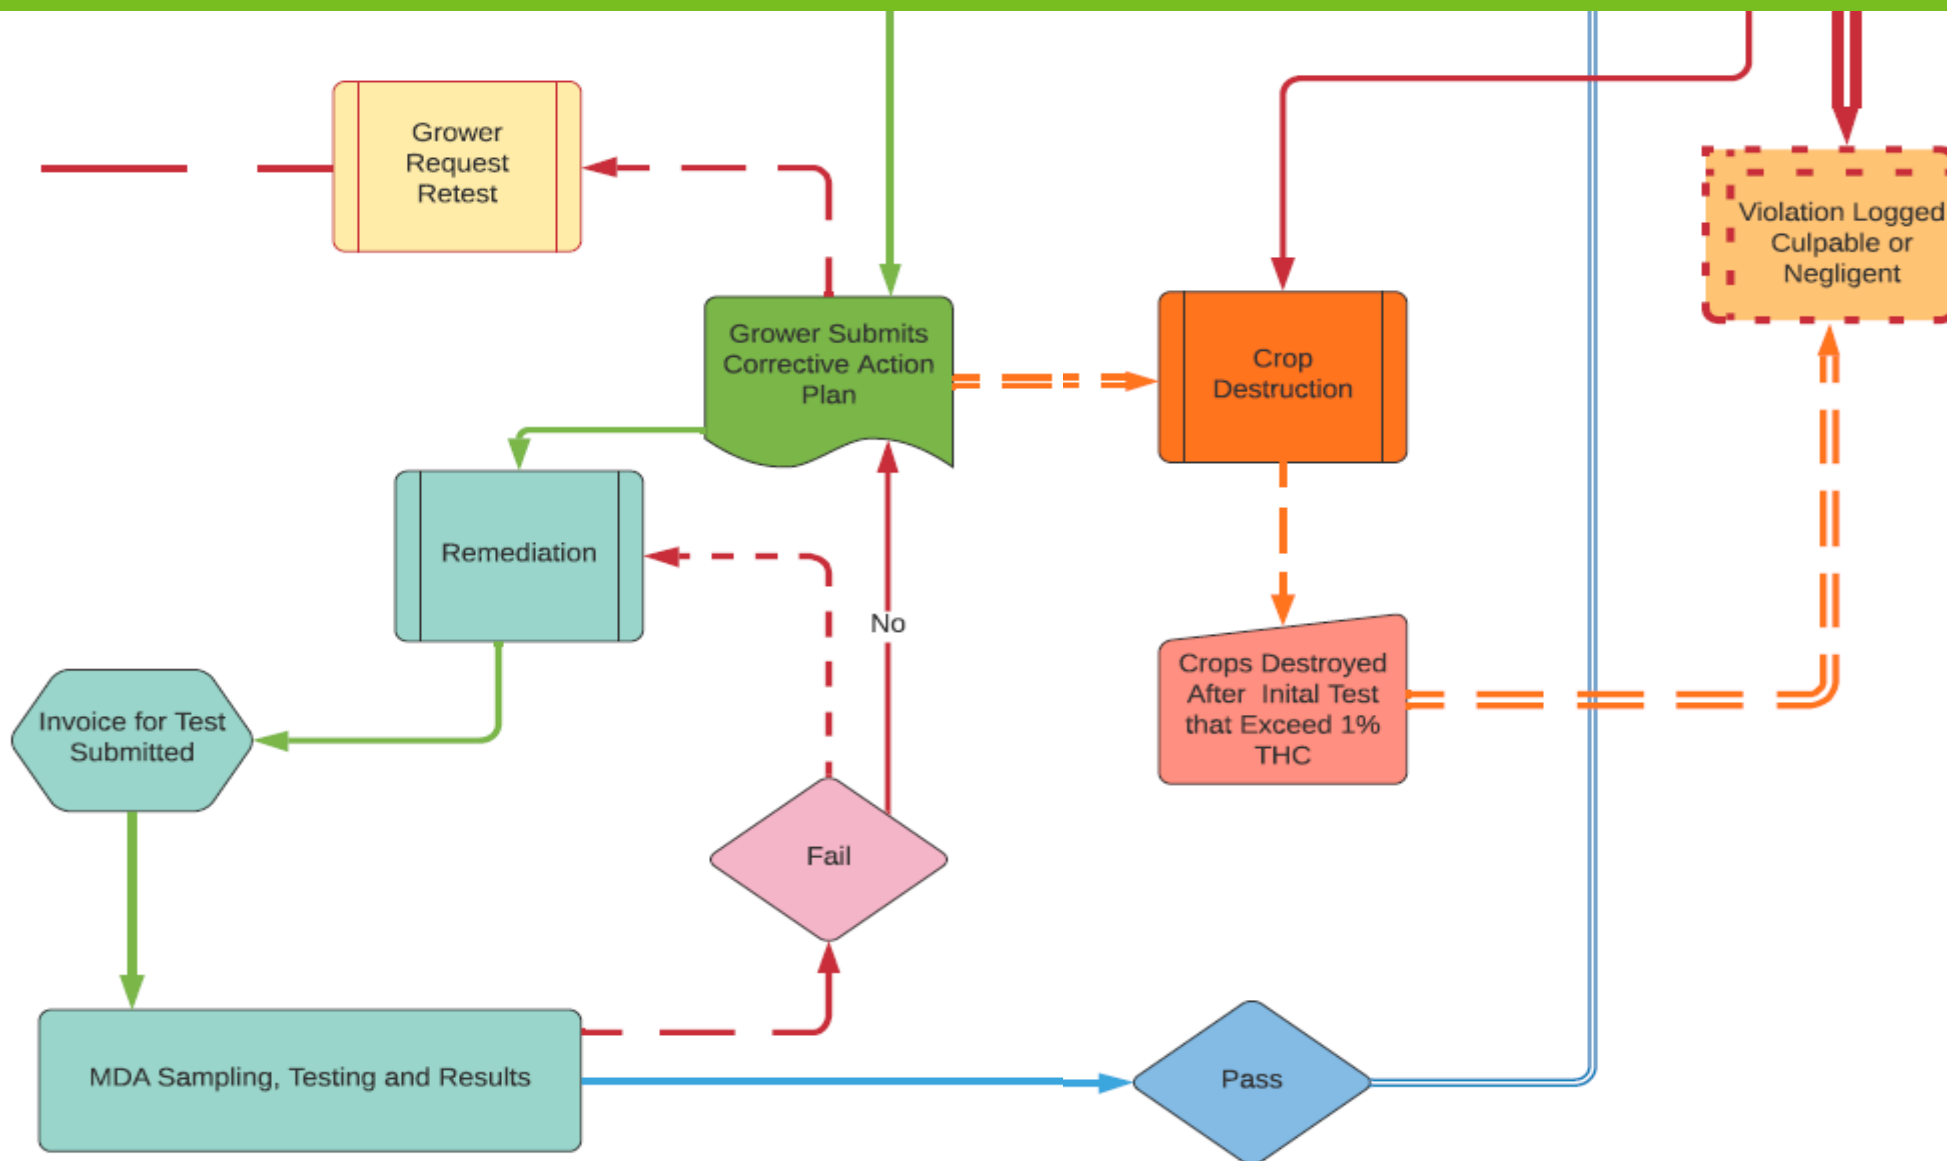 Grower
Request
Retest
Violation Logged
Culpable or
Negligent
Grower Submits
Corrective Action
Plan
Crop
Destruction
Remediation
No
Crops Destroyed
After  Inital Test
that Exceed 1%
THC
Invoice for Test
Submitted
Fail
MDA Sampling, Testing and Results
Pass